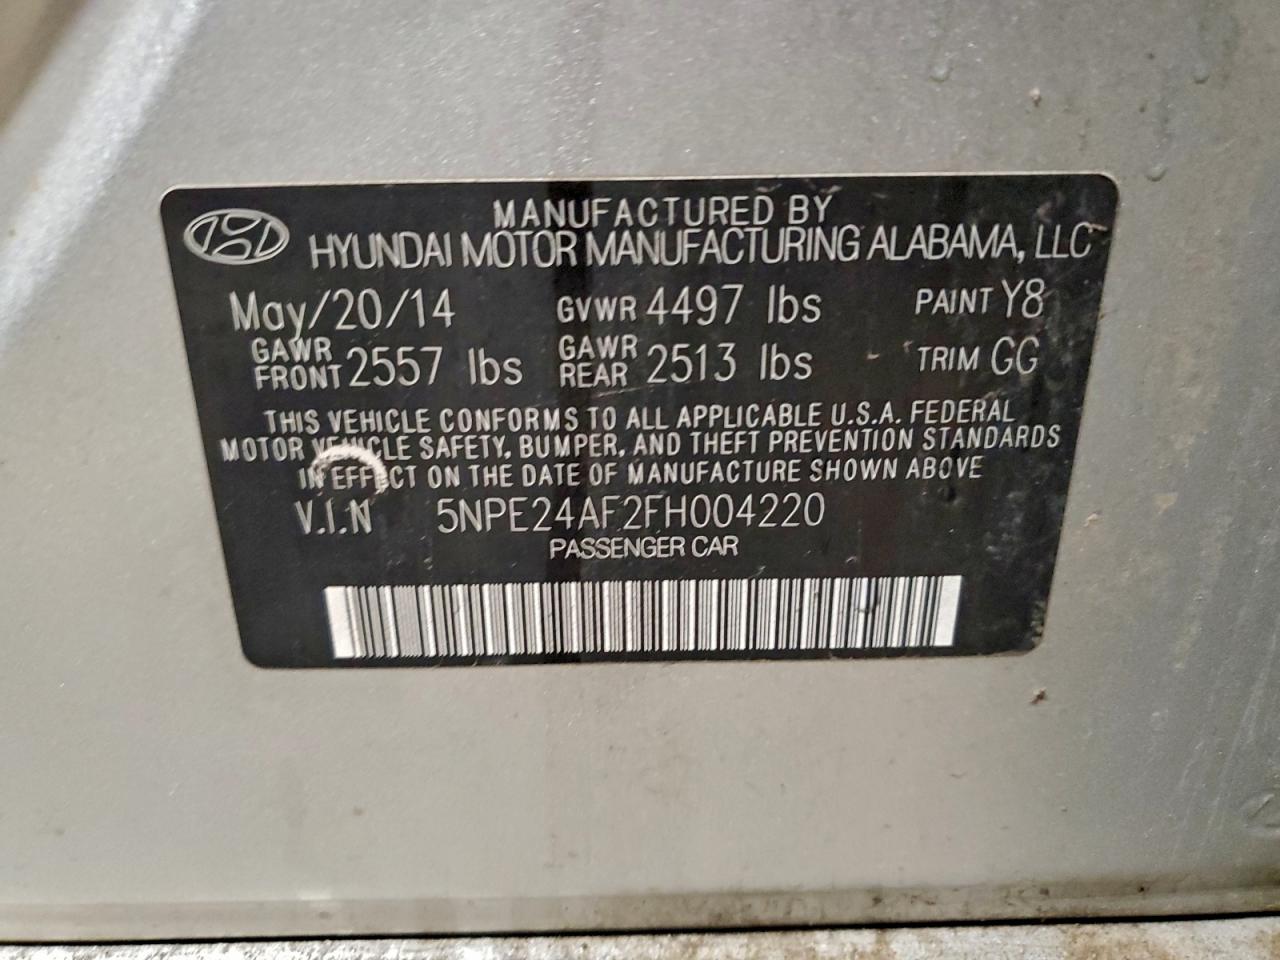 MANUFACTURED BY
HYUNDAI MOTOR MANUFACTURING ALABAMA, LLC
May/20/14 GVWR 4497 lbs PAINT Y8
GAWR FRONT 2557 lbs GAWR REAR 2513 lbs TRIM GG
THIS VEHICLE CONFORMS TO ALL APPLICABLE U.S.A. FEDERAL
MOTOR VEHICLE SAFETY, BUMPER, AND THEFT PREVENTION STANDARDS
IN EFFECT ON THE DATE OF MANUFACTURE SHOWN ABOVE
V.I.N 5NPE24AF2FH004220
PASSENGER CAR